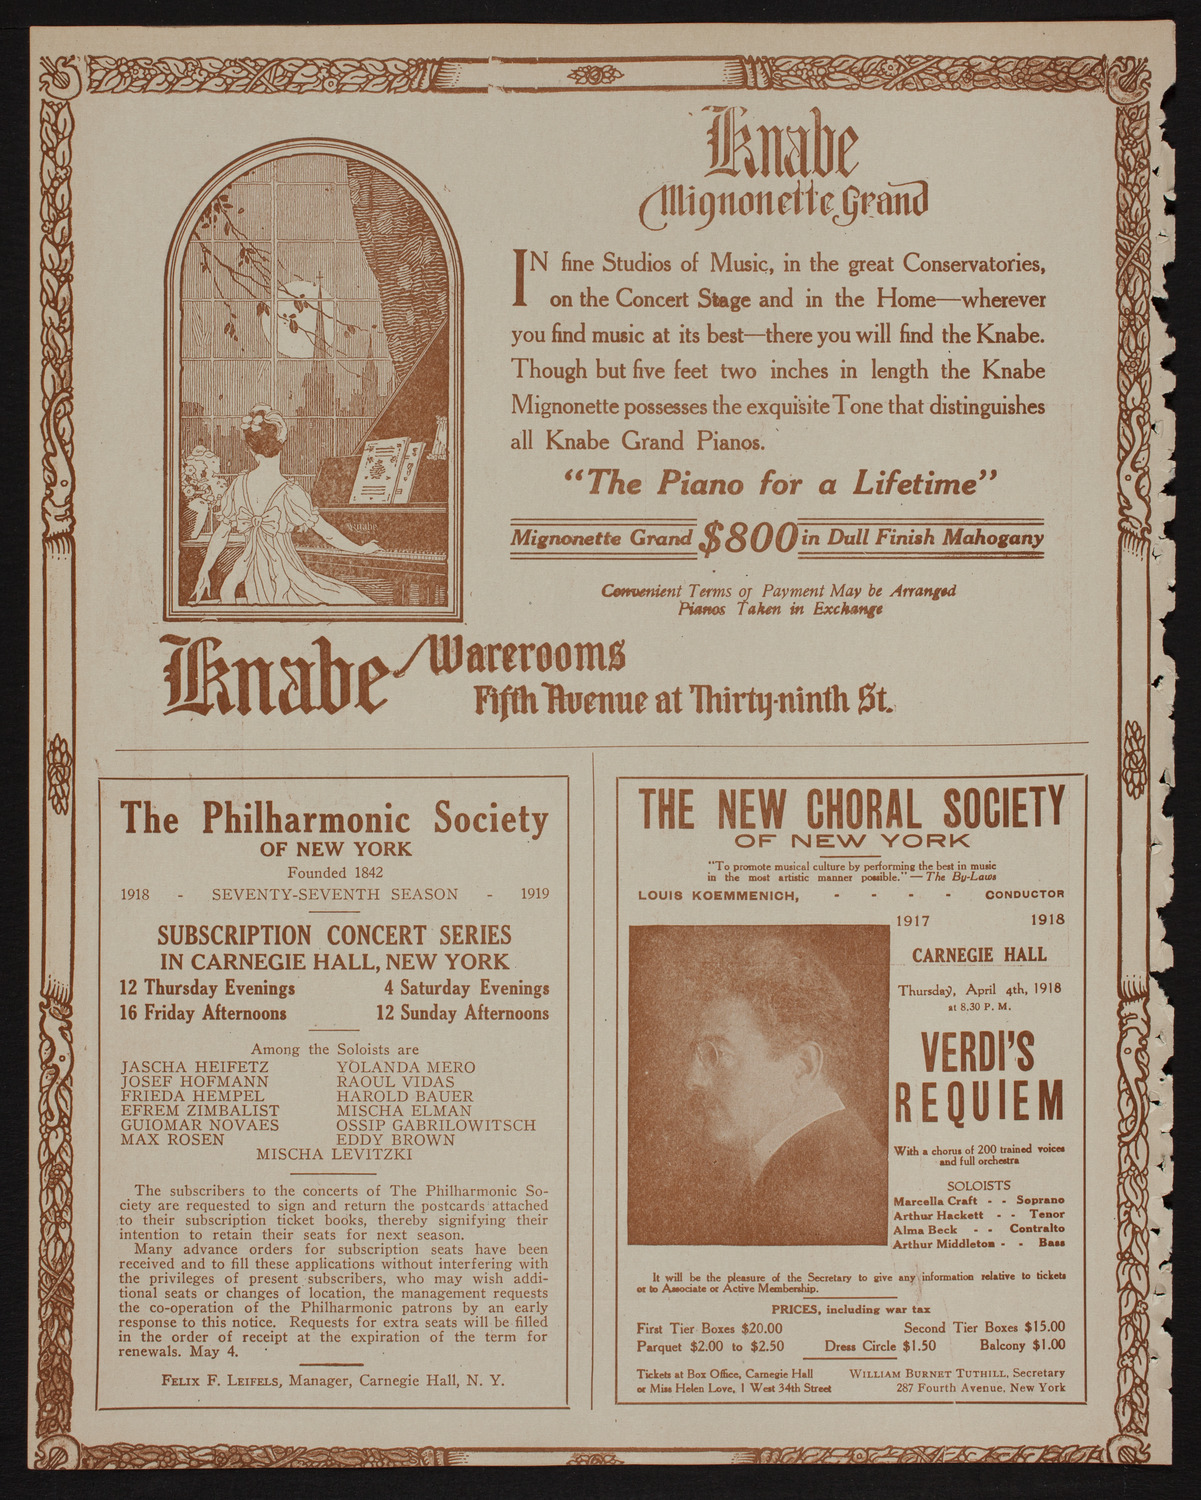 Knabe
Mignonette Grand
IN fine Studios of Music, in the great Conservatories,
on the Concert Stage and in the Home—wherever
you find music at its best—there you will find the Knabe.
Though but five feet two inches in length the Knabe
Mignonette possesses the exquisite Tone that distinguishes
all Knabe Grand Pianos.
"The Piano for a Lifetime"
Mignonette Grand $800 in Dull Finish Mahogany
Convenient Terms of Payment May be Arranged
Pianos Taken in Exchange
Knabe
Knabe Warerooms
Fifth Avenue at Thirty-ninth St.
The Philharmonic Society
OF NEW YORK
Founded 1842
1918 - SEVENTY-SEVENTH SEASON - 1919
SUBSCRIPTION CONCERT SERIES
IN CARNEGIE HALL, NEW YORK
12 Thursday Evenings 4 Saturday Evenings
16 Friday Afternoons 12 Sunday Afternoons
Among the Soloists are
JASCHA HEIFETZ YOLANDA MERO
JOSEF HOFMANN RAOUL VIDAS
FRIEDA HEMPEL HAROLD BAUER
EFREM ZIMBALIST MISCHA ELMAN
GUIOMAR NOVAES OSSIP GABRILOWITSCH
MAX ROSEN EDDY BROWN
MISCHA LEVITZKI
The subscribers to the concerts of The Philharmonic So-
ciety are requested to sign and return the postcards attached
to their subscription ticket books, thereby signifying their
intention to retain their seats for next season.
Many advance orders for subscription seats have been
received and to fill these applications without interfering with
the privileges of present subscribers, who may wish addi-
tional seats or changes of location, the management requests
the co-operation of the Philharmonic patrons by an early
response to this notice. Requests for extra seats will be filled
in the order of receipt at the expiration of the term for
renewals. May 4.
FELIX F. LEIFELS, Manager, Carnegie Hall, N. Y.
THE NEW CHORAL SOCIETY
OF NEW YORK
"To promote musical culture by performing the best in music
in the most artistic manner possible."—The By-Laws
LOUIS KOEMMENICH, - - - - CONDUCTOR
1917 1918
CARNEGIE HALL
Thursday, April 4th, 1918
at 8.30 P. M.
VERDI'S
REQUIEM
With a chorus of 200 trained voices
and full orchestra
SOLOISTS
Marcella Craft - - Soprano
Arthur Hackett - - Tenor
Alma Beck - - Contralto
Arthur Middleton - - Bass
It will be the pleasure of the Secretary to give any information relative to tickets
or to Associate or Active Membership.
PRICES, including war tax
First Tier Boxes $20.00 Second Tier Boxes $15.00
Parquet $2.00 to $2.50 Dress Circle $1.50 Balcony $1.00
Tickets at Box Office, Carnegie Hall WILLIAM BURNET TUTHILL, Secretary
or Miss Helen Love, 1 West 34th Street 287 Fourth Avenue, New York